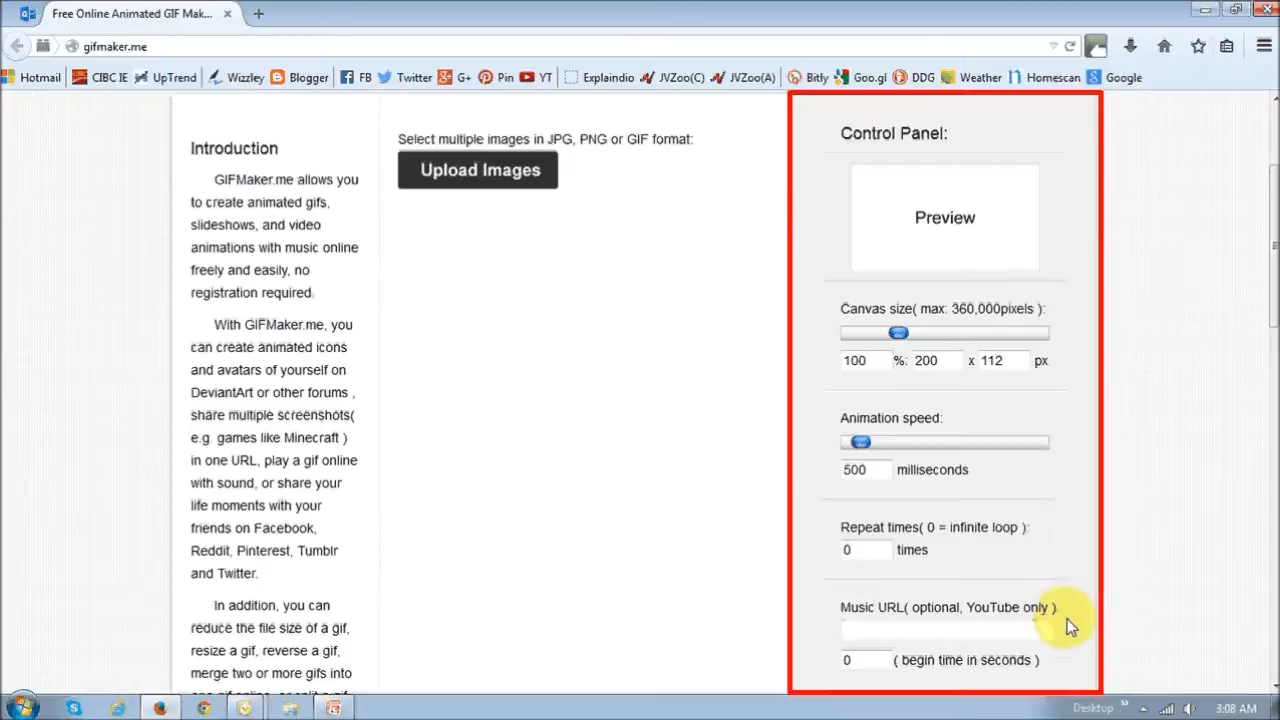 Free Online Animated GIF Mak...
gifmaker.me
Hotmail CIBC IE UpTrend Wizzley Blogger FB Twitter G+ Pin YT Explaindio JVZoo(C) JVZoo(A) Bitly Goo.gl DDG Weather Homescan Google
Introduction
GIFMaker.me allows you
to create animated gifs,
slideshows, and video
animations with music online
freely and easily, no
registration required.
With GIFMaker.me, you
can create animated icons
and avatars of yourself on
DeviantArt or other forums ,
share multiple screenshots(
e.g. games like Minecraft )
in one URL, play a gif online
with sound, or share your
life moments with your
friends on Facebook,
Reddit, Pinterest, Tumblr
and Twitter.
In addition, you can
reduce the file size of a gif,
resize a gif, reverse a gif,
merge two or more gifs into
Select multiple images in JPG, PNG or GIF format:
Upload Images
Control Panel:
Preview
Canvas size( max: 360,000pixels ):
100 %: 200 x 112 px
Animation speed:
500 milliseconds
Repeat times( 0 = infinite loop ):
0 times
Music URL( optional, YouTube only )
0 ( begin time in seconds )
Desktop
3:08 AM